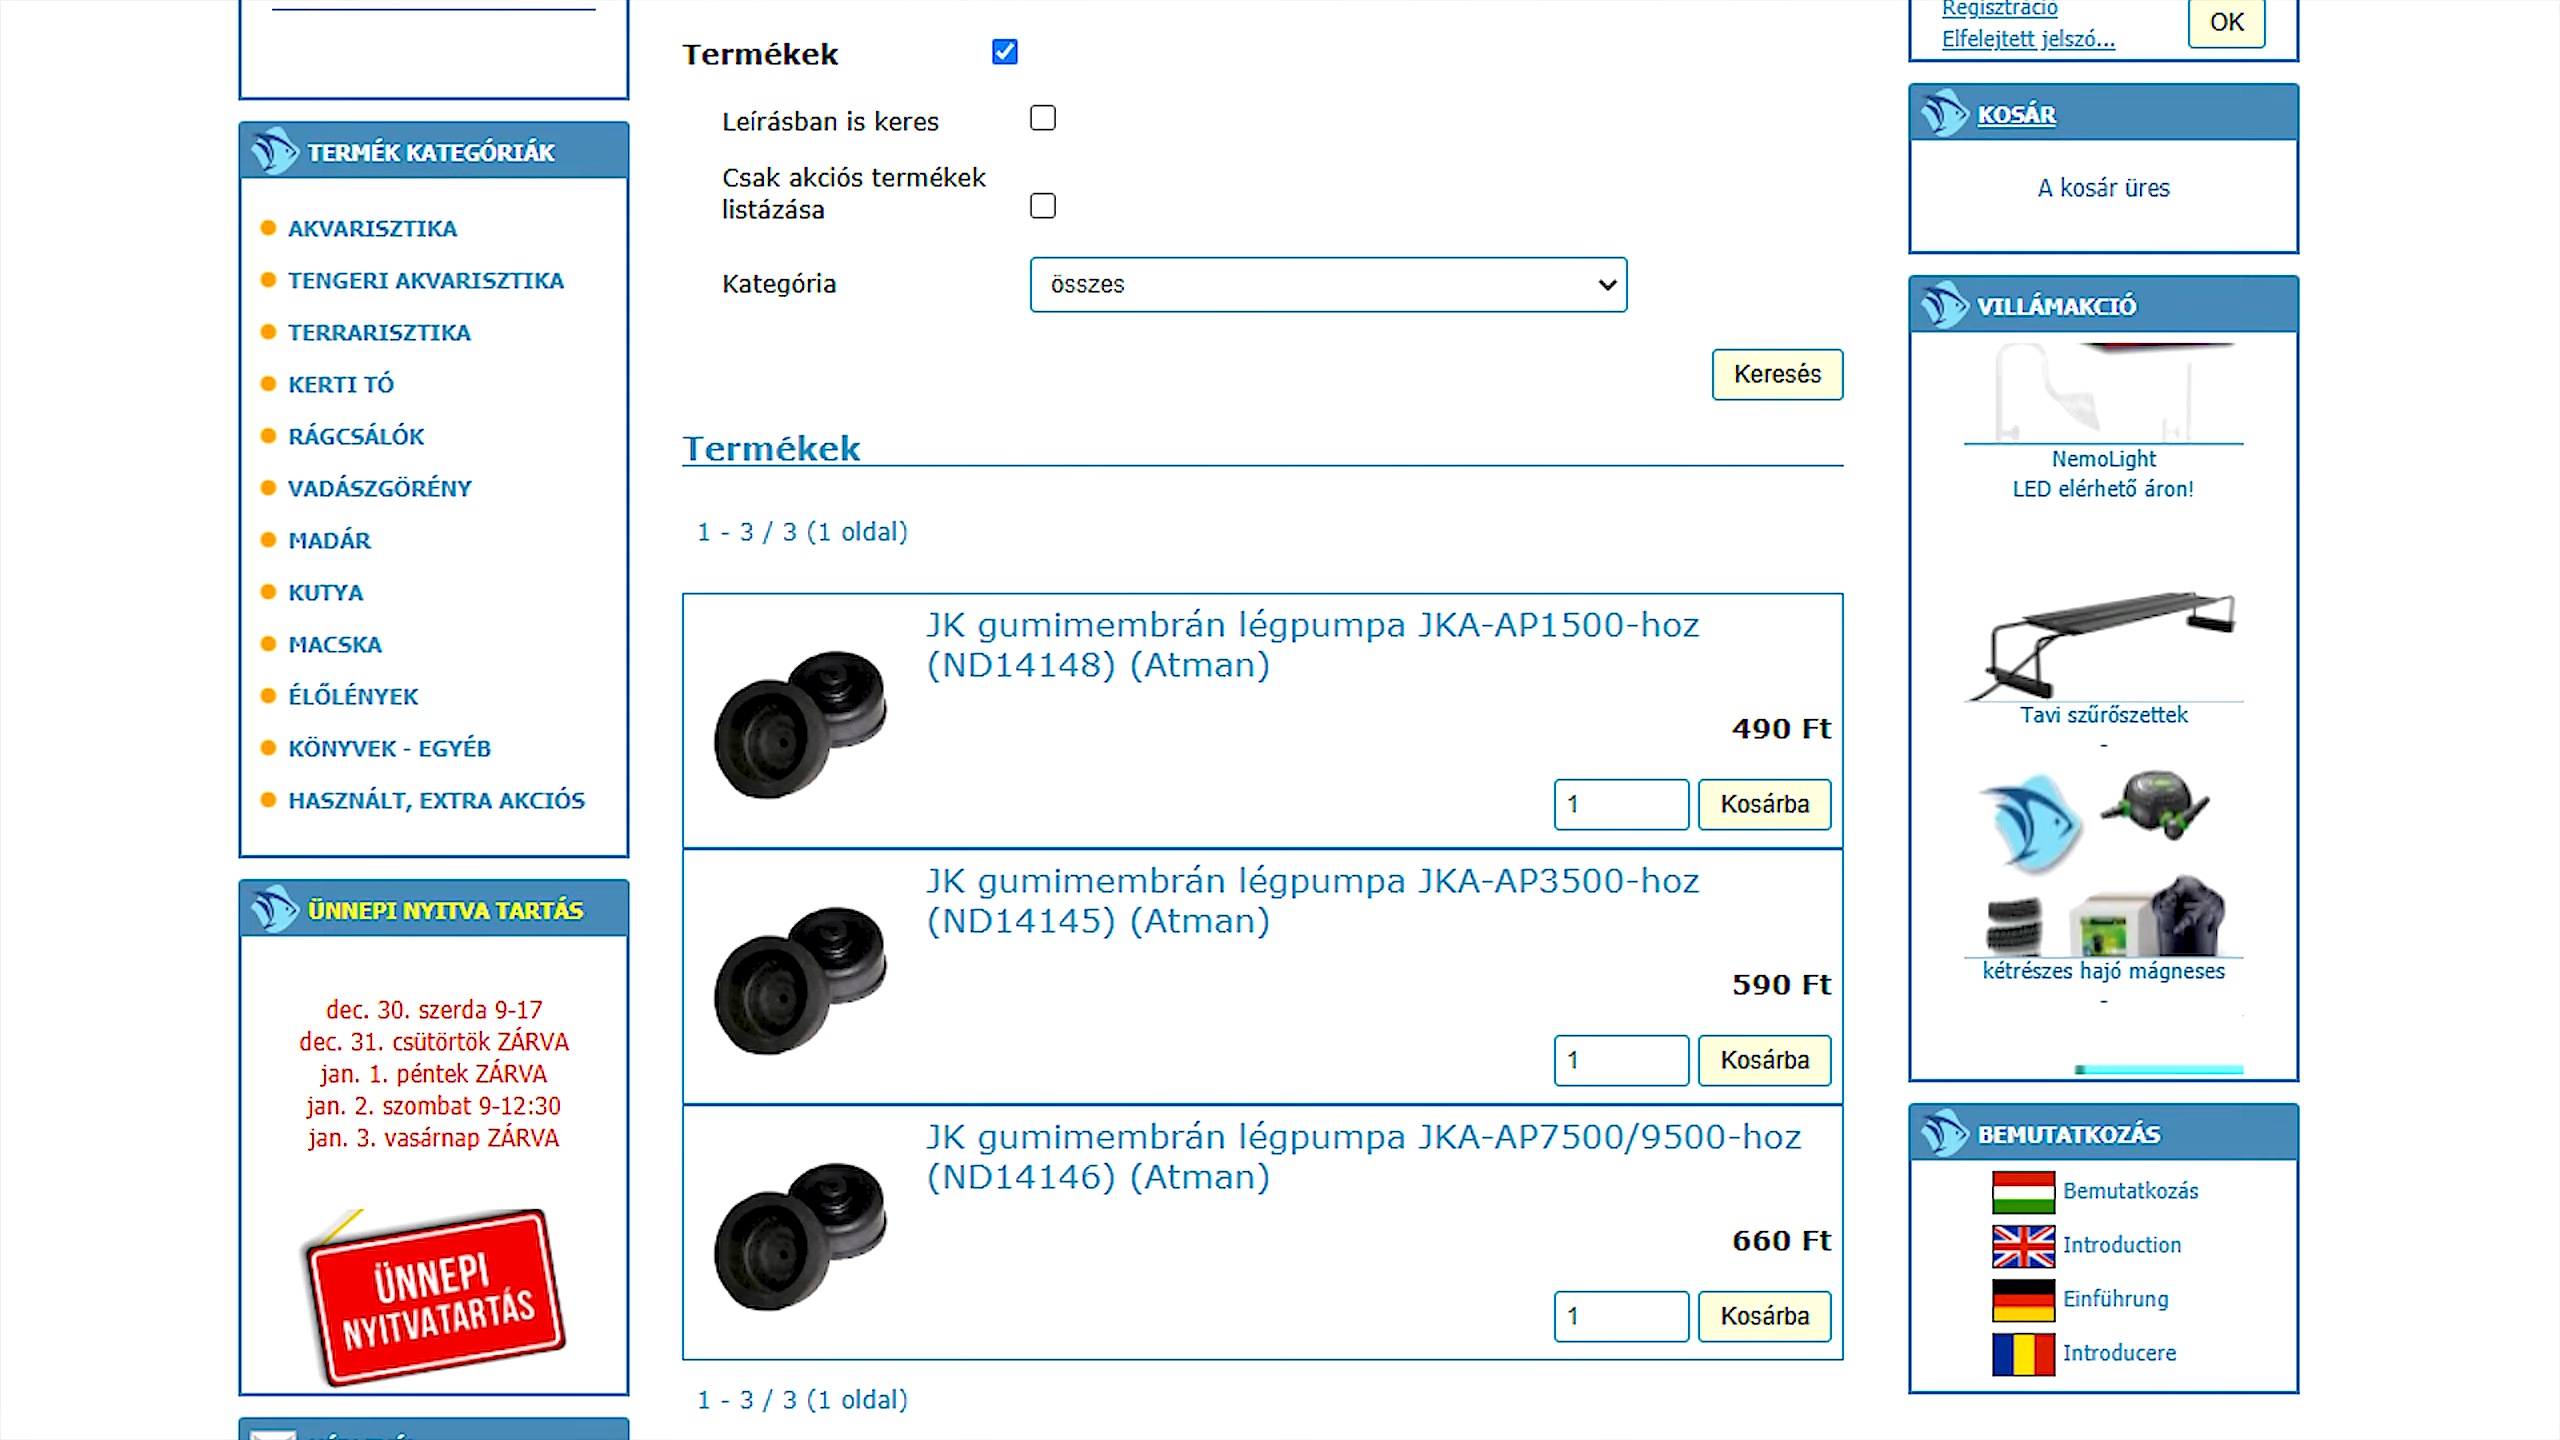 TERMÉK KATEGÓRIÁK
AKVARISZTIKA
TENGERI AKVARISZTIKA
TERRARISZTIKA
KERTI TÓ
RÁGCSÁLÓK
VADÁSZGÖRÉNY
MADÁR
KUTYA
MACSKA
ÉLŐLÉNYEK
KÖNYVEK - EGYÉB
HASZNÁLT, EXTRA AKCIÓS
ÜNNEPI NYITVA TARTÁS
dec. 30. szerda 9-17
dec. 31. csütörtök ZÁRVA
jan. 1. péntek ZÁRVA
jan. 2. szombat 9-12:30
jan. 3. vasárnap ZÁRVA
ÜNNEPI
NYITVATARTÁS
Termékek
Leírásban is keres
Csak akciós termékek
listázása
Kategória
összes
Keresés
Termékek
1 - 3 / 3 (1 oldal)
JK gumimembrán légpumpa JKA-AP1500-hoz
(ND14148) (Atman)
490 Ft
1 Kosárba
JK gumimembrán légpumpa JKA-AP3500-hoz
(ND14145) (Atman)
590 Ft
1 Kosárba
JK gumimembrán légpumpa JKA-AP7500/9500-hoz
(ND14146) (Atman)
660 Ft
1 Kosárba
1 - 3 / 3 (1 oldal)
Regisztráció
Elfelejtett jelszó...
OK
KOSÁR
A kosár üres
VILLÁMAKCIÓ
NemoLight
LED elérhető áron!
Tavi szűrőszettek
-
kétrészes hajó mágneses
-
BEMUTATKOZÁS
Bemutatkozás
Introduction
Einführung
Introducere